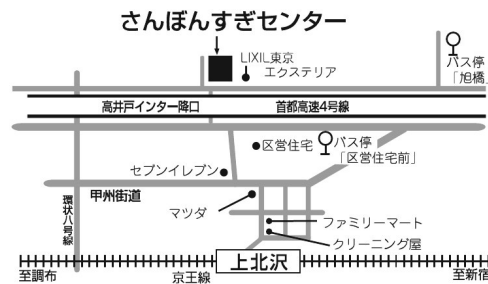 さんぼんすぎセンター
LIXIL東京
エクステリア
バス停
「旭橋」
高井戸インター降口
首都高速4号線
区営住宅
バス停
「区営住宅前」
セブンイレブン
甲州街道
環状八号線
マツダ
ファミリーマート
クリーニング屋
上北沢
至調布
京王線
至新宿